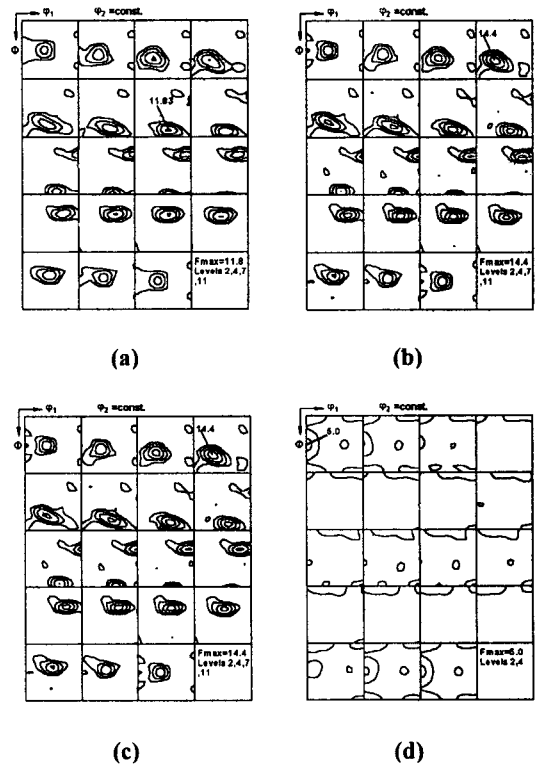 φ₁ φ₂ =const.
Φ
11.83
Fmax=11.8
Levels 2,4,7
,11
(a)
φ₁ φ₂ =const.
Φ
14.4
Fmax=14.4
Levels 2,4,7
,11
(b)
φ₁ φ₂ =const.
Φ
14.4
Fmax=14.4
Levels 2,4,7
,11
(c)
φ₁ φ₂ =const.
Φ
5.0
Fmax=5.0
Levels 2,4
(d)